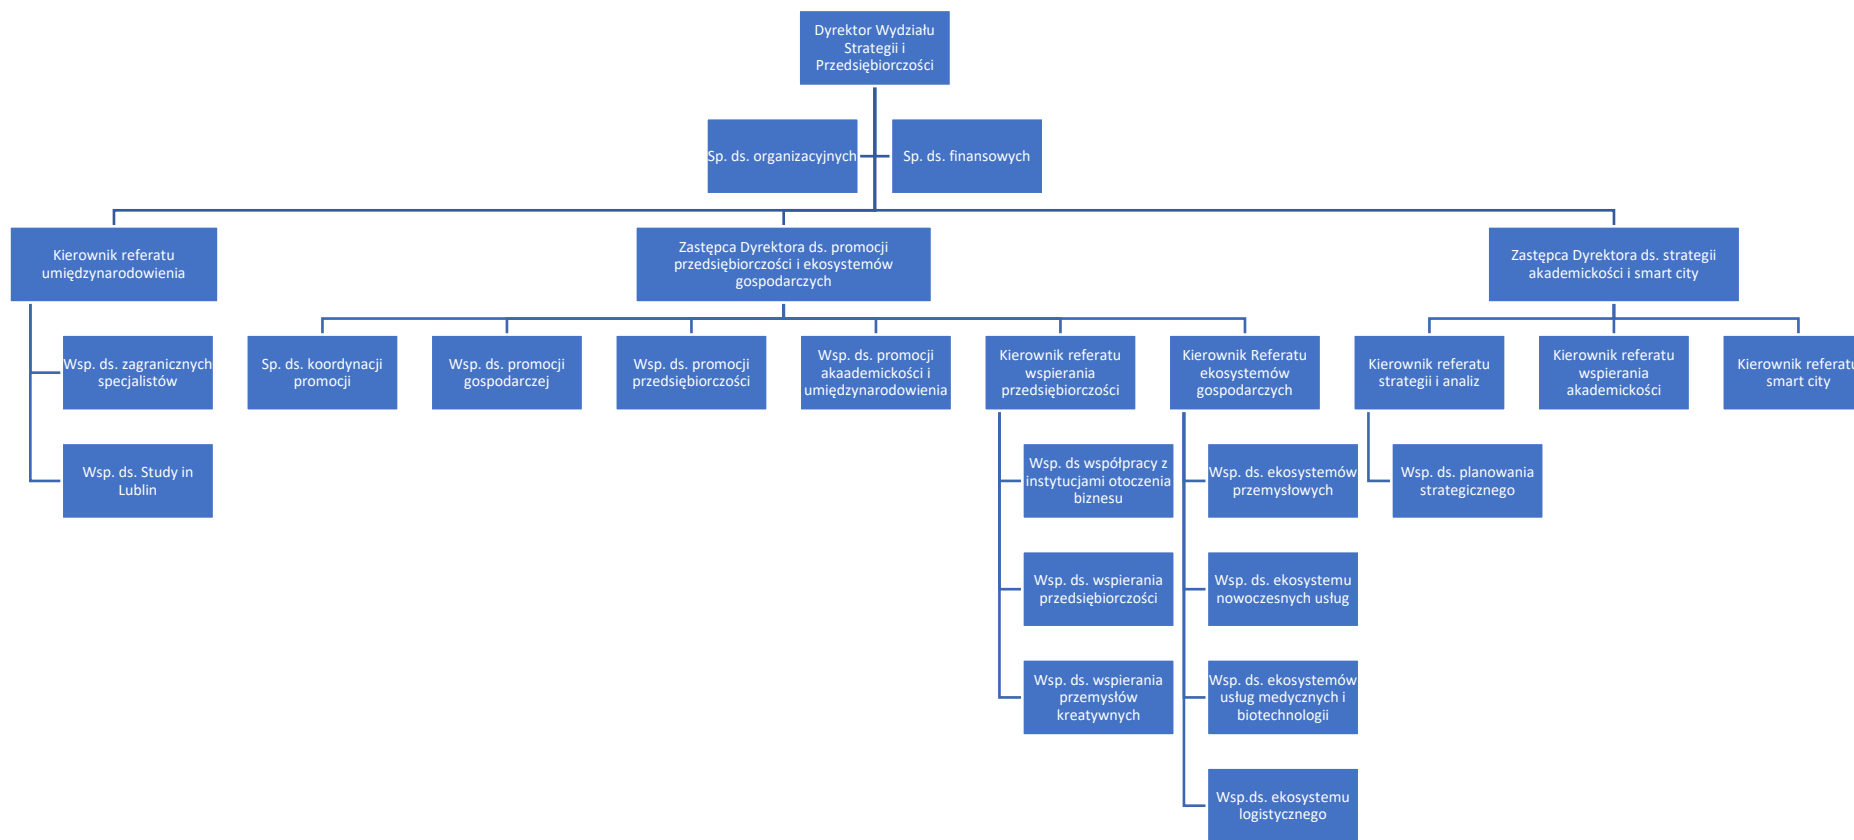 Dyrektor Wydziału
Strategii i
Przedsiębiorczości
Sp. ds. organizacyjnych
Sp. ds. finansowych
Kierownik referatu
umiędzynarodowienia
Zastępca Dyrektora ds. promocji
przedsiębiorczości i ekosystemów
gospodarczych
Zastępca Dyrektora ds. strategii
akademickości i smart city
Wsp. ds. zagranicznych
specjalistów
Sp. ds. koordynacji
promocji
Wsp. ds. promocji
gospodarczej
Wsp. ds. promocji
przedsiębiorczości
Wsp. ds. promocji
akaademickości i
umiędzynarodowienia
Kierownik referatu
wspierania
przedsiębiorczości
Kierownik Referatu
ekosystemów
gospodarczych
Kierownik referatu
strategii i analiz
Kierownik referatu
wspierania
akademickości
Kierownik referatu
smart city
Wsp. ds. Study in
Lublin
Wsp. ds współpracy z
instytucjami otoczenia
biznesu
Wsp. ds. ekosystemów
przemysłowych
Wsp. ds. planowania
strategicznego
Wsp. ds. wspierania
przedsiębiorczości
Wsp. ds. ekosystemu
nowoczesnych usług
Wsp. ds. wspierania
przemysłów
kreatywnych
Wsp. ds. ekosystemów
usług medycznych i
biotechnologii
Wsp.ds. ekosystemu
logistycznego